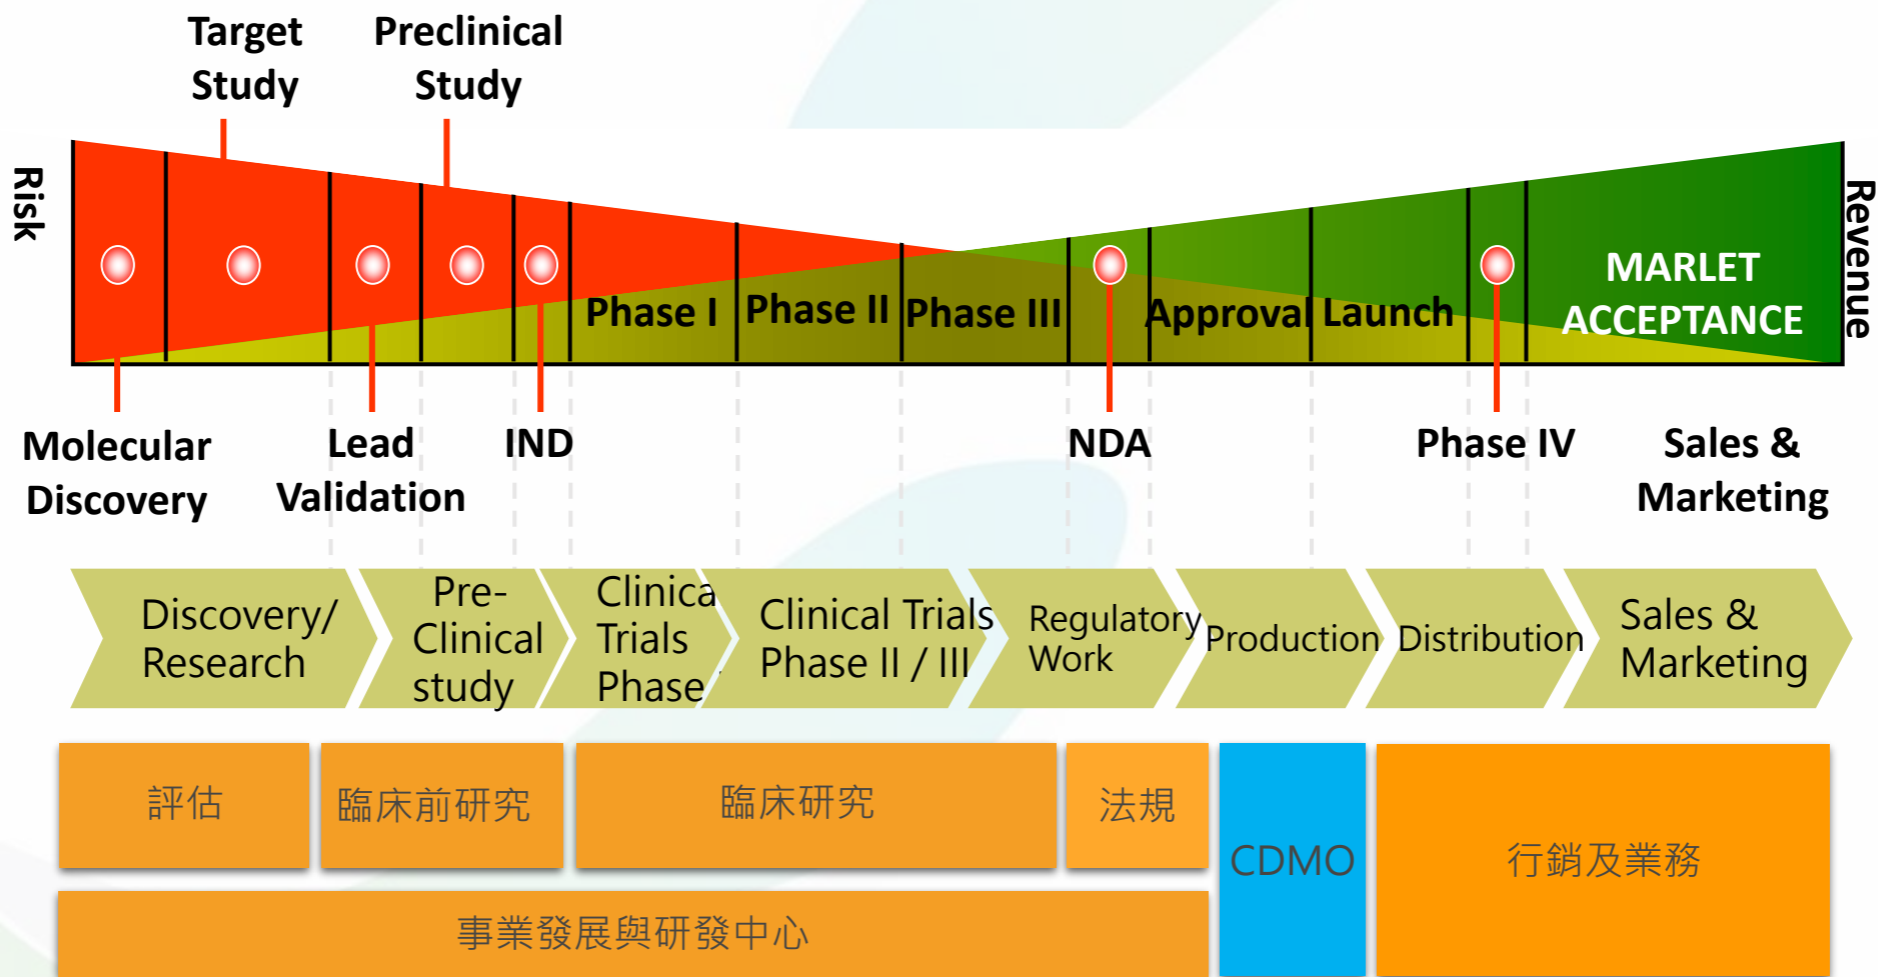 Target
Study
Preclinical
Study
Risk
Revenue
Phase I
Phase II
Phase III
Approval
Launch
MARLET
ACCEPTANCE
Molecular
Discovery
Lead
Validation
IND
NDA
Phase IV
Sales &
Marketing
Discovery/
Research
Pre-
Clinical
study
Clinica
Trials
Phase
Clinical Trials
Phase II / III
Regulatory
Work
Production
Distribution
Sales &
Marketing
評估
臨床前研究
臨床研究
法規
CDMO
行銷及業務
事業發展與研發中心